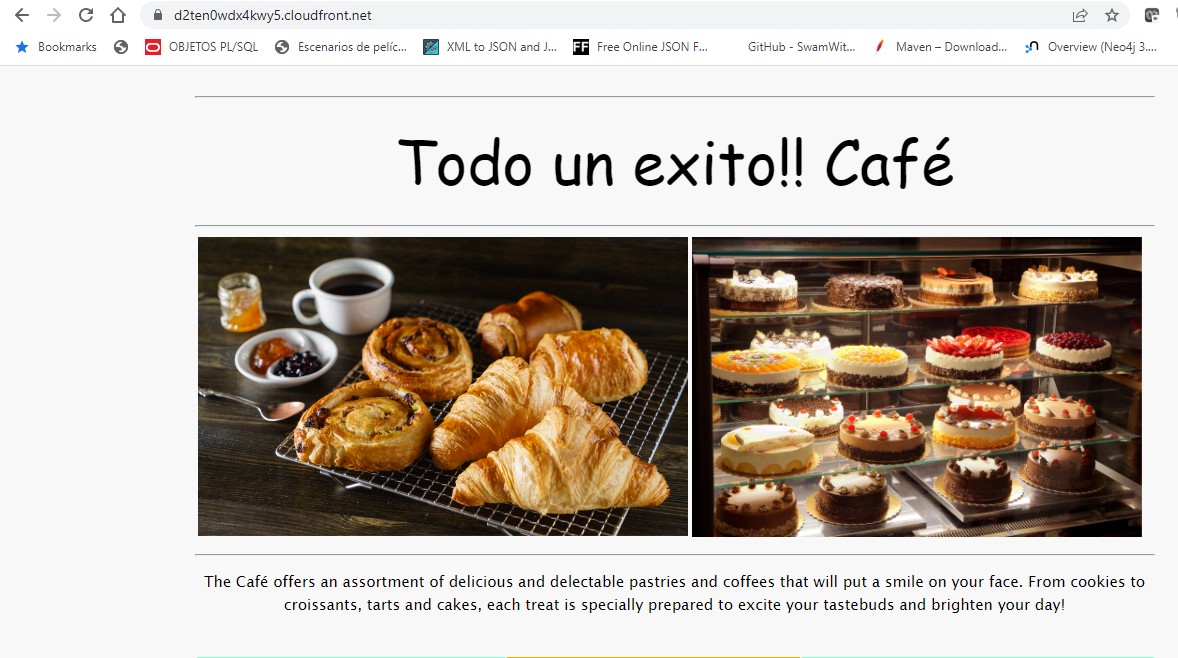 d2ten0wdx4kwy5.cloudfront.net
Bookmarks OBJETOS PL/SQL Escenarios de pelíc... XML to JSON and J... FF Free Online JSON F... GitHub - SwamWit... Maven – Download... Overview (Neo4j 3....
Todo un exito!! Café
The Café offers an assortment of delicious and delectable pastries and coffees that will put a smile on your face. From cookies to
croissants, tarts and cakes, each treat is specially prepared to excite your tastebuds and brighten your day!